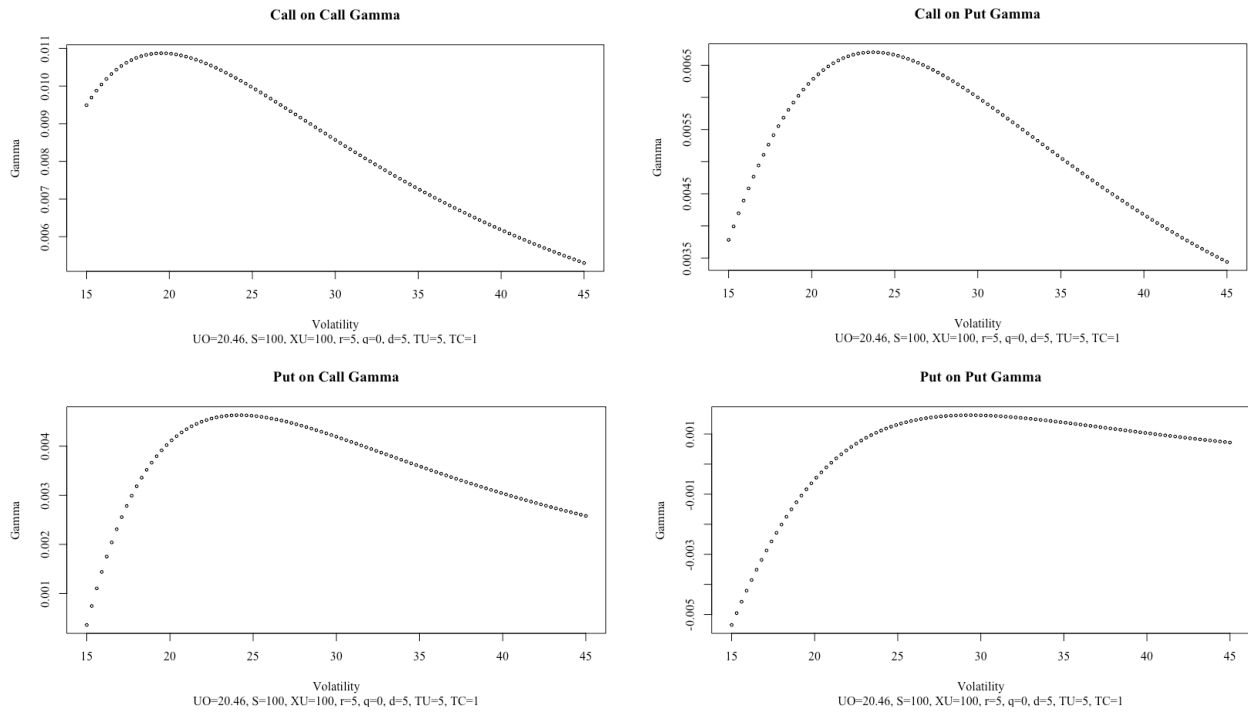 Call on Call Gamma
Gamma
0.011
0.010
0.009
0.008
0.007
0.006
15 20 25 30 35 40 45
Volatility
UO=20.46, S=100, XU=100, r=5, q=0, d=5, TU=5, TC=1
Call on Put Gamma
Gamma
0.0065
0.0055
0.0045
0.0035
15 20 25 30 35 40 45
Volatility
UO=20.46, S=100, XU=100, r=5, q=0, d=5, TU=5, TC=1
Put on Call Gamma
Gamma
0.004
0.003
0.002
0.001
15 20 25 30 35 40 45
Volatility
UO=20.46, S=100, XU=100, r=5, q=0, d=5, TU=5, TC=1
Put on Put Gamma
Gamma
0.001
-0.001
-0.003
-0.005
15 20 25 30 35 40 45
Volatility
UO=20.46, S=100, XU=100, r=5, q=0, d=5, TU=5, TC=1